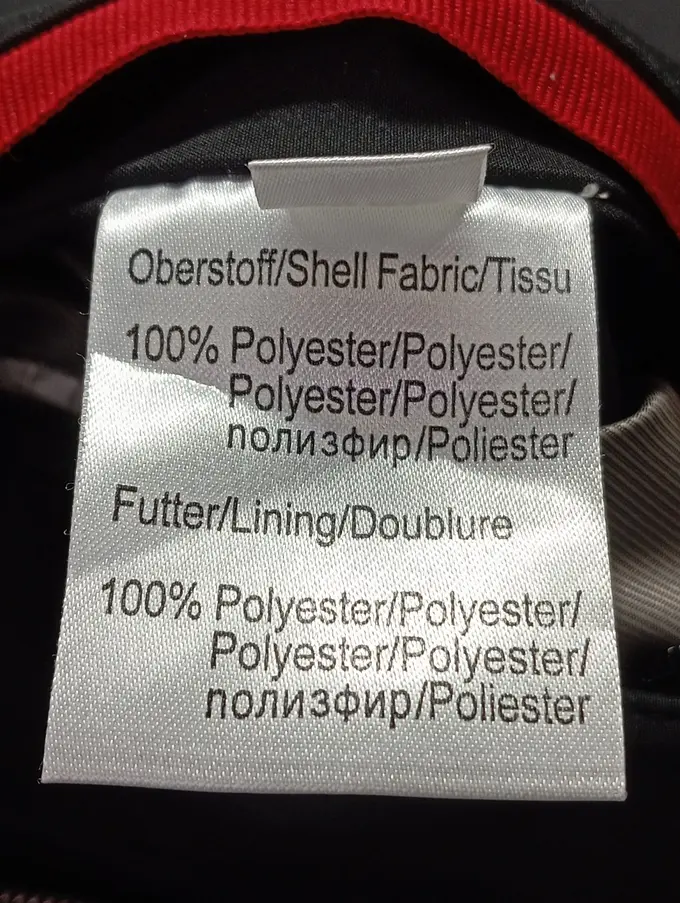 Oberstoff/Shell Fabric/Tissu
100% Polyester/Polyester/
Polyester/Polyester/
полизфир/Poliester
Futter/Lining/Doublure
100% Polyester/Polyester/
Polyester/Polyester/
полизфир/Poliester